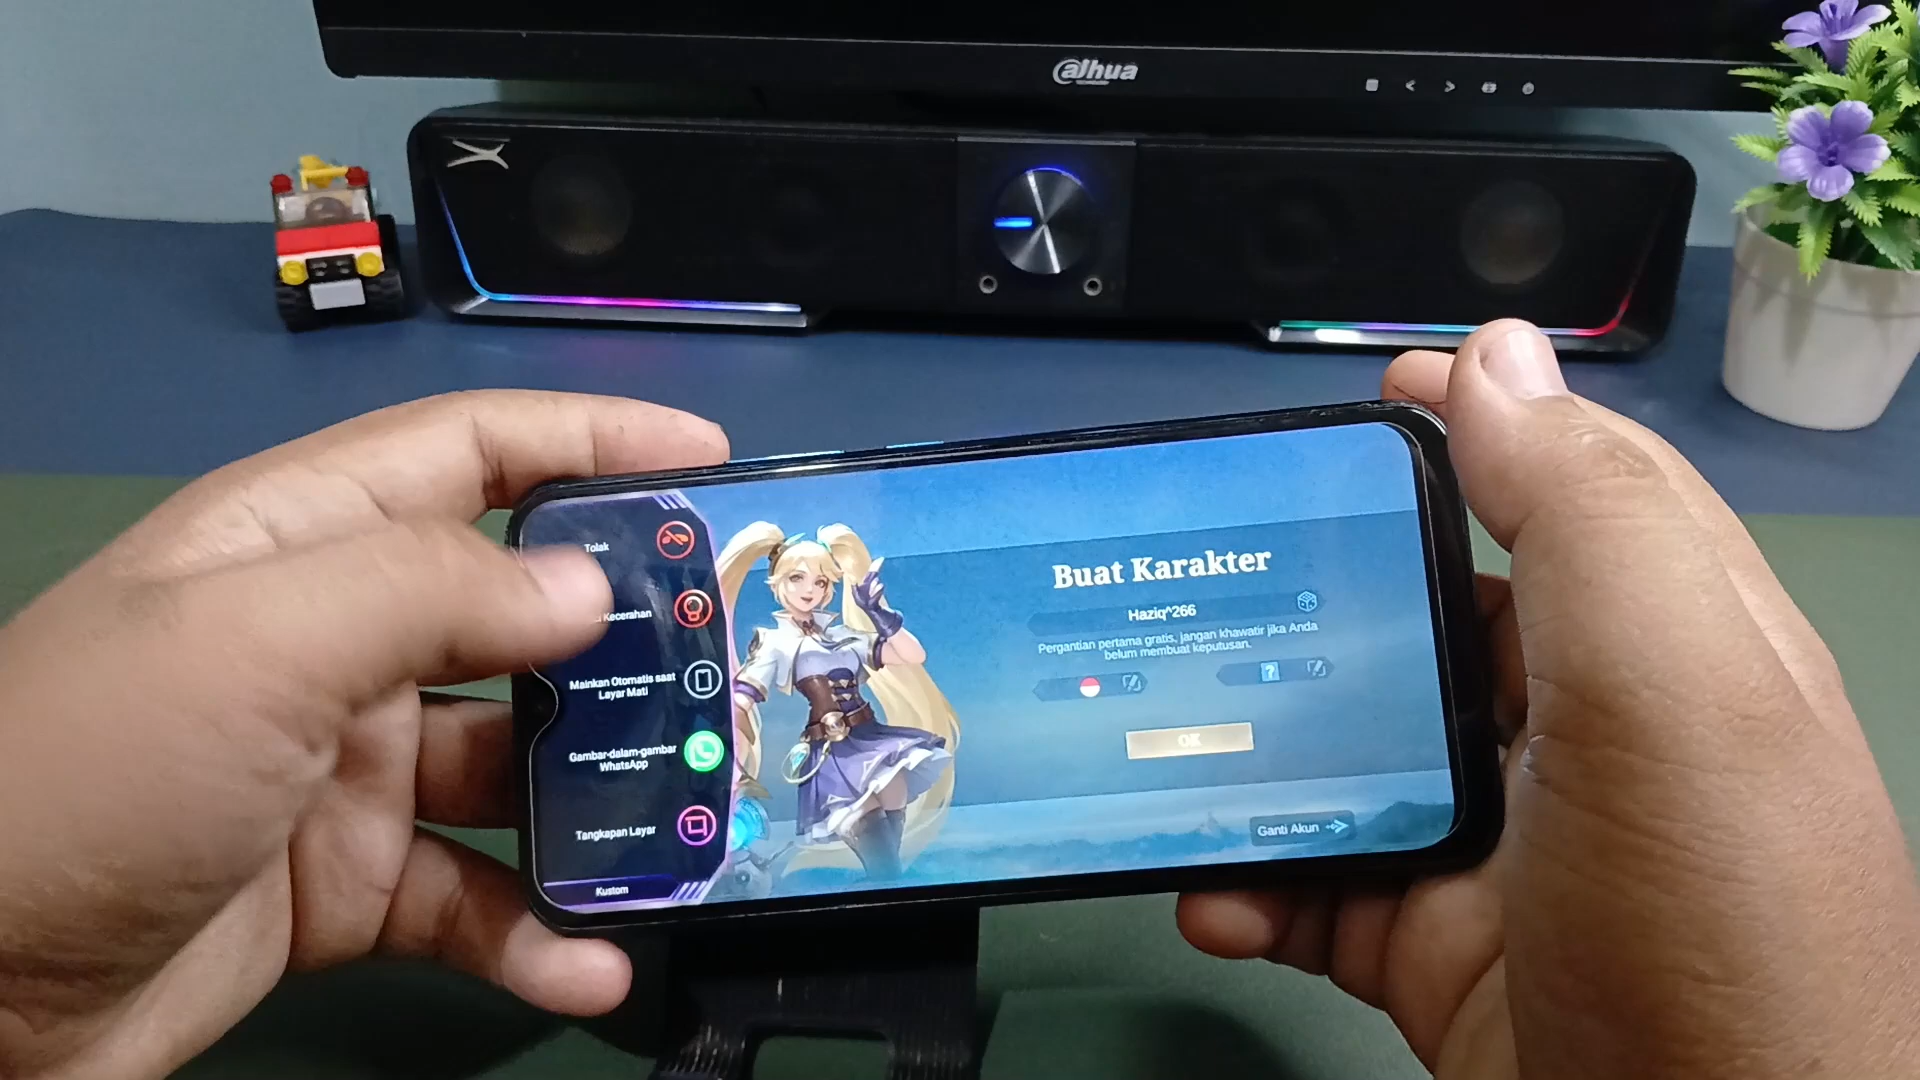 alhua
TECHNOLOGY
Tolak
Kecerahan
Mainkan Otomatis saat
Layar Mati
Gambar-dalam-gambar
WhatsApp
Tangkapan Layar
Kustom
Buat Karakter
Haziq^266
Pergantian pertama gratis, jangan khawatir jika Anda
belum membuat keputusan.
?
OK
Ganti Akun